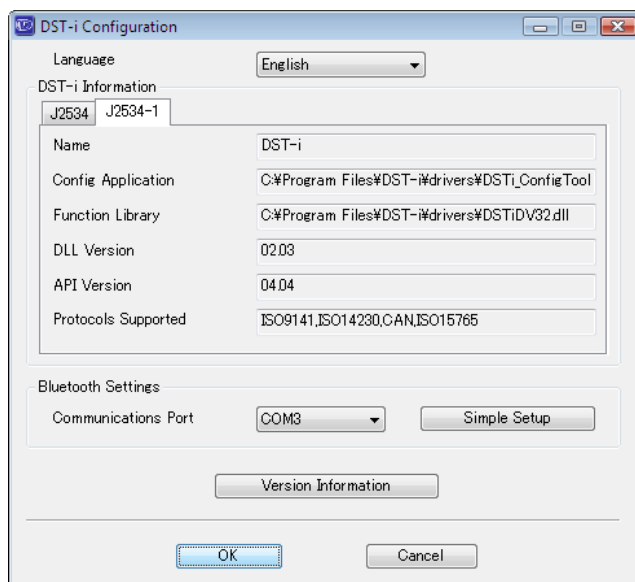 DST-i Configuration
Language English
DST-i Information
J2534 J2534-1
Name DST-i
Config Application C:¥Program Files¥DST-i¥drivers¥DSTi_ConfigTool
Function Library C:¥Program Files¥DST-i¥drivers¥DSTiDV32.dll
DLL Version 02.03
API Version 04.04
Protocols Supported ISO9141,ISO14230,CAN,ISO15765
Bluetooth Settings
Communications Port COM3 Simple Setup
Version Information
OK Cancel